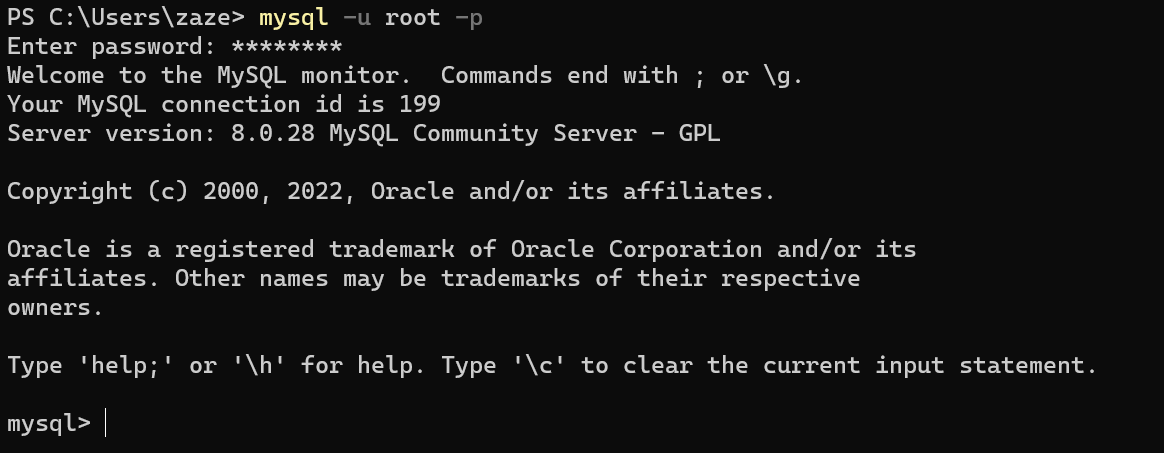 PS C:\Users\zaze> mysql -u root -p
Enter password: ********
Welcome to the MySQL monitor.  Commands end with ; or \g.
Your MySQL connection id is 199
Server version: 8.0.28 MySQL Community Server - GPL

Copyright (c) 2000, 2022, Oracle and/or its affiliates.

Oracle is a registered trademark of Oracle Corporation and/or its
affiliates. Other names may be trademarks of their respective
owners.

Type 'help;' or '\h' for help. Type '\c' to clear the current input statement.

mysql>